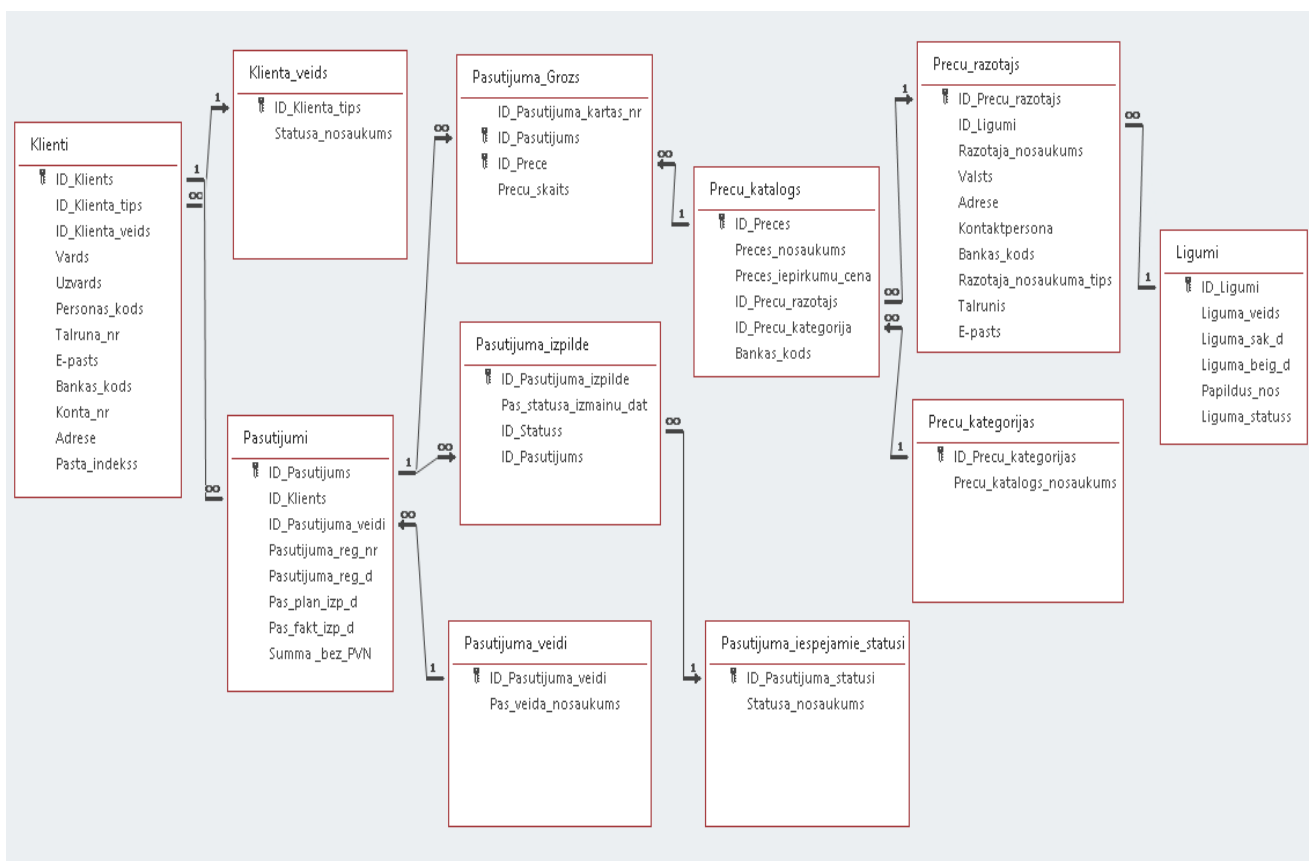 Klienti
ID_Klients
ID_Klienta_tips
ID_Klienta_veids
Vards
Uzvards
Personas_kods
Talruna_nr
E-pasts
Bankas_kods
Konta_nr
Adrese
Pasta_indekss
1
∞
Klienta_veids
ID_Klienta_tips
Statusa_nosaukums
1
Pasutijumi
ID_Pasutijums
ID_Klients
ID_Pasutijuma_veidi
Pasutijuma_reg_nr
Pasutijuma_reg_d
Pas_plan_izp_d
Pas_fakt_izp_d
Summa _bez_PVN
∞
1
∞
Pasutijuma_Grozs
ID_Pasutijuma_kartas_nr
ID_Pasutijums
ID_Prece
Precu_skaits
∞
∞
Pasutijuma_izpilde
ID_Pasutijuma_izpilde
Pas_statusa_izmainu_dat
ID_Statuss
ID_Pasutijums
∞
∞
Pasutijuma_veidi
ID_Pasutijuma_veidi
Pas_veida_nosaukums
1
Precu_katalogs
ID_Preces
Preces_nosaukums
Preces_iepirkumu_cena
ID_Precu_razotajs
ID_Precu_kategorija
Bankas_kods
1
∞
∞
Pasutijuma_iespejamie_statusi
ID_Pasutijuma_statusi
Statusa_nosaukums
1
Precu_razotajs
ID_Precu_razotajs
ID_Ligumi
Razotaja_nosaukums
Valsts
Adrese
Kontaktpersona
Bankas_kods
Razotaja_nosaukuma_tips
Talrunis
E-pasts
1
∞
Precu_kategorijas
ID_Precu_kategorijas
Precu_katalogs_nosaukums
1
Ligumi
ID_Ligumi
Liguma_veids
Liguma_sak_d
Liguma_beig_d
Papildus_nos
Liguma_statuss
1